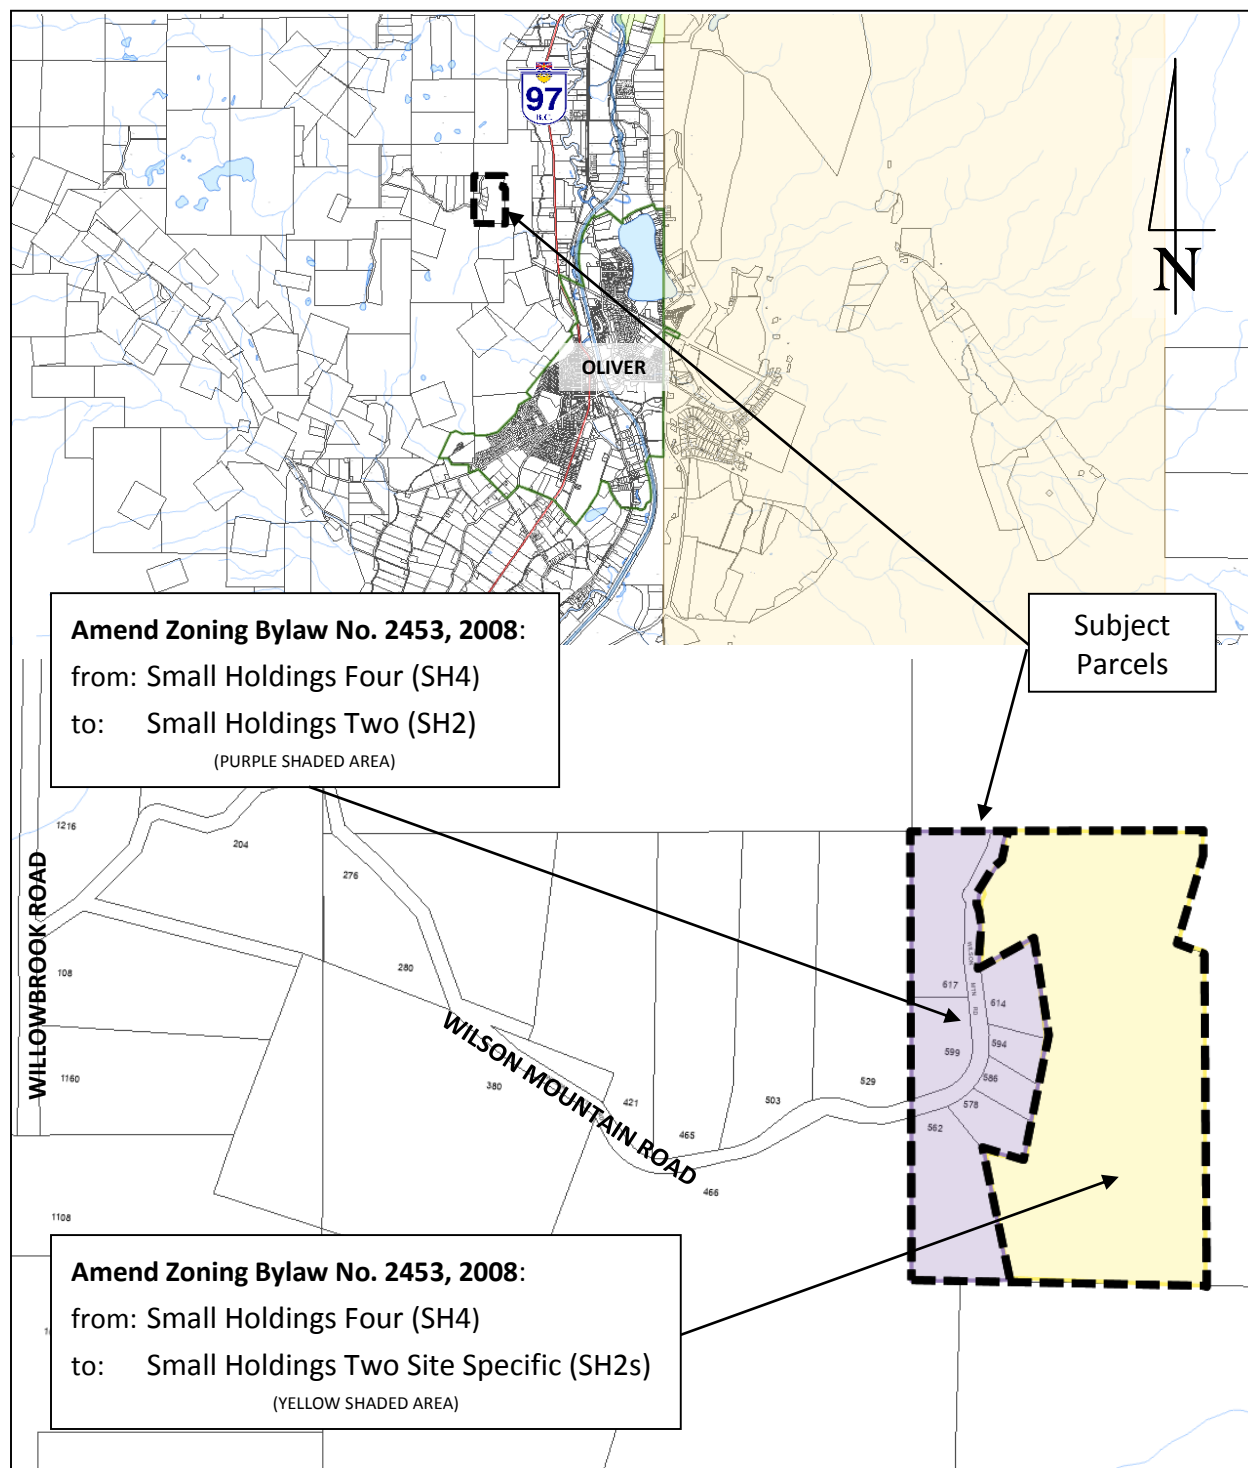 97
B.C.
N
OLIVER
Amend Zoning Bylaw No. 2453, 2008:
from: Small Holdings Four (SH4)
to: Small Holdings Two (SH2)
(PURPLE SHADED AREA)
Subject
Parcels
1216
204
276
WILLOWBROOK ROAD
108
280
1160
WILSON MOUNTAIN ROAD
380
421
465
503
529
466
1108
617
WILSON MTN RD
614
599
594
586
578
562
Amend Zoning Bylaw No. 2453, 2008:
from: Small Holdings Four (SH4)
to: Small Holdings Two Site Specific (SH2s)
(YELLOW SHADED AREA)